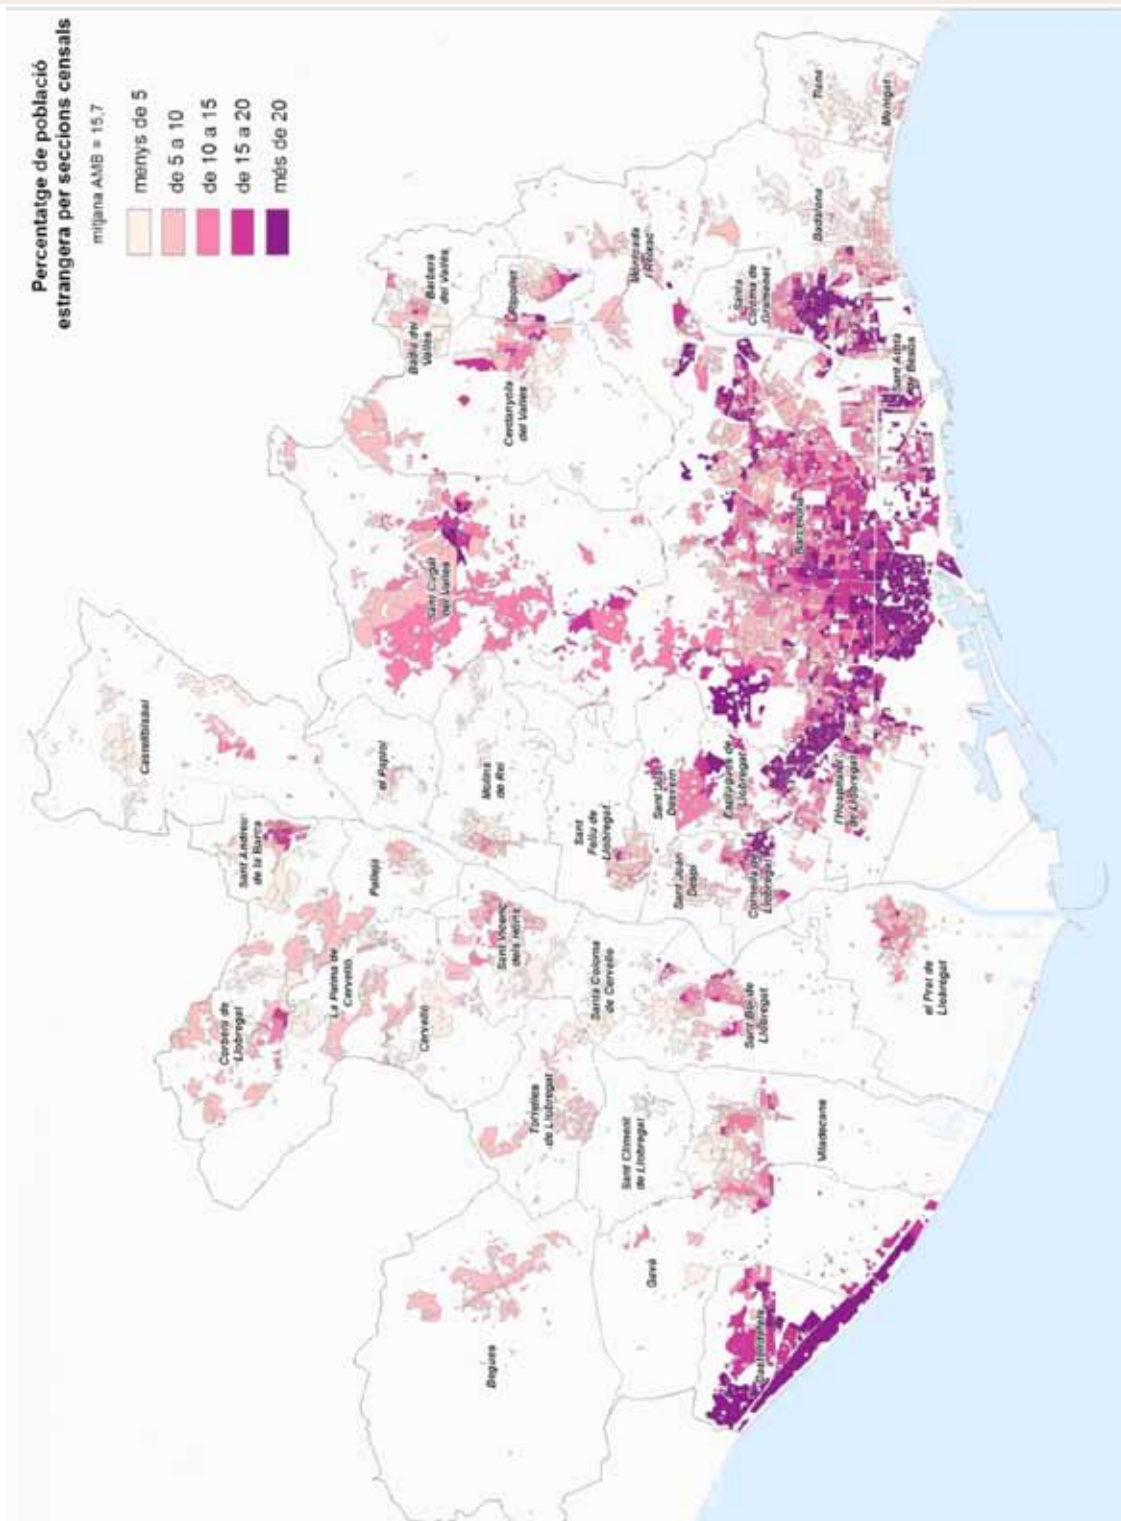 Percentatge de població
estrangera per seccions censals
mitjana AMB = 15,7
menys de 5
de 5 a 10
de 10 a 15
de 15 a 20
més de 20
Castellbisbal
Sant Andreu
de la Barca
el Papiol
Pallejà
Corbera de
Llobregat
La Palma de
Cervelló
Cervelló
Sant Vicenç
dels Horts
Molins
de Rei
Sant Cugat
del Vallès
Cerdanyola
del Vallès
Badia del
Vallès
Barberà
del Vallès
Ripollet
Montcada
i Reixac
Santa
Coloma de
Gramenet
Badalona
Tiana
Montgat
Sant Adrià
de Besòs
Barcelona
Sant
Feliu de
Llobregat
Sant Just
Desvern
Esplugues de
Llobregat
l'Hospitalet
de Llobregat
Sant Joan
Despí
Cornellà de
Llobregat
Santa Coloma
de Cervelló
Sant Boi de
Llobregat
el Prat de
Llobregat
Torrelles
de Llobregat
Sant Climent
de Llobregat
Viladecans
Gavà
Castelldefels
Begues